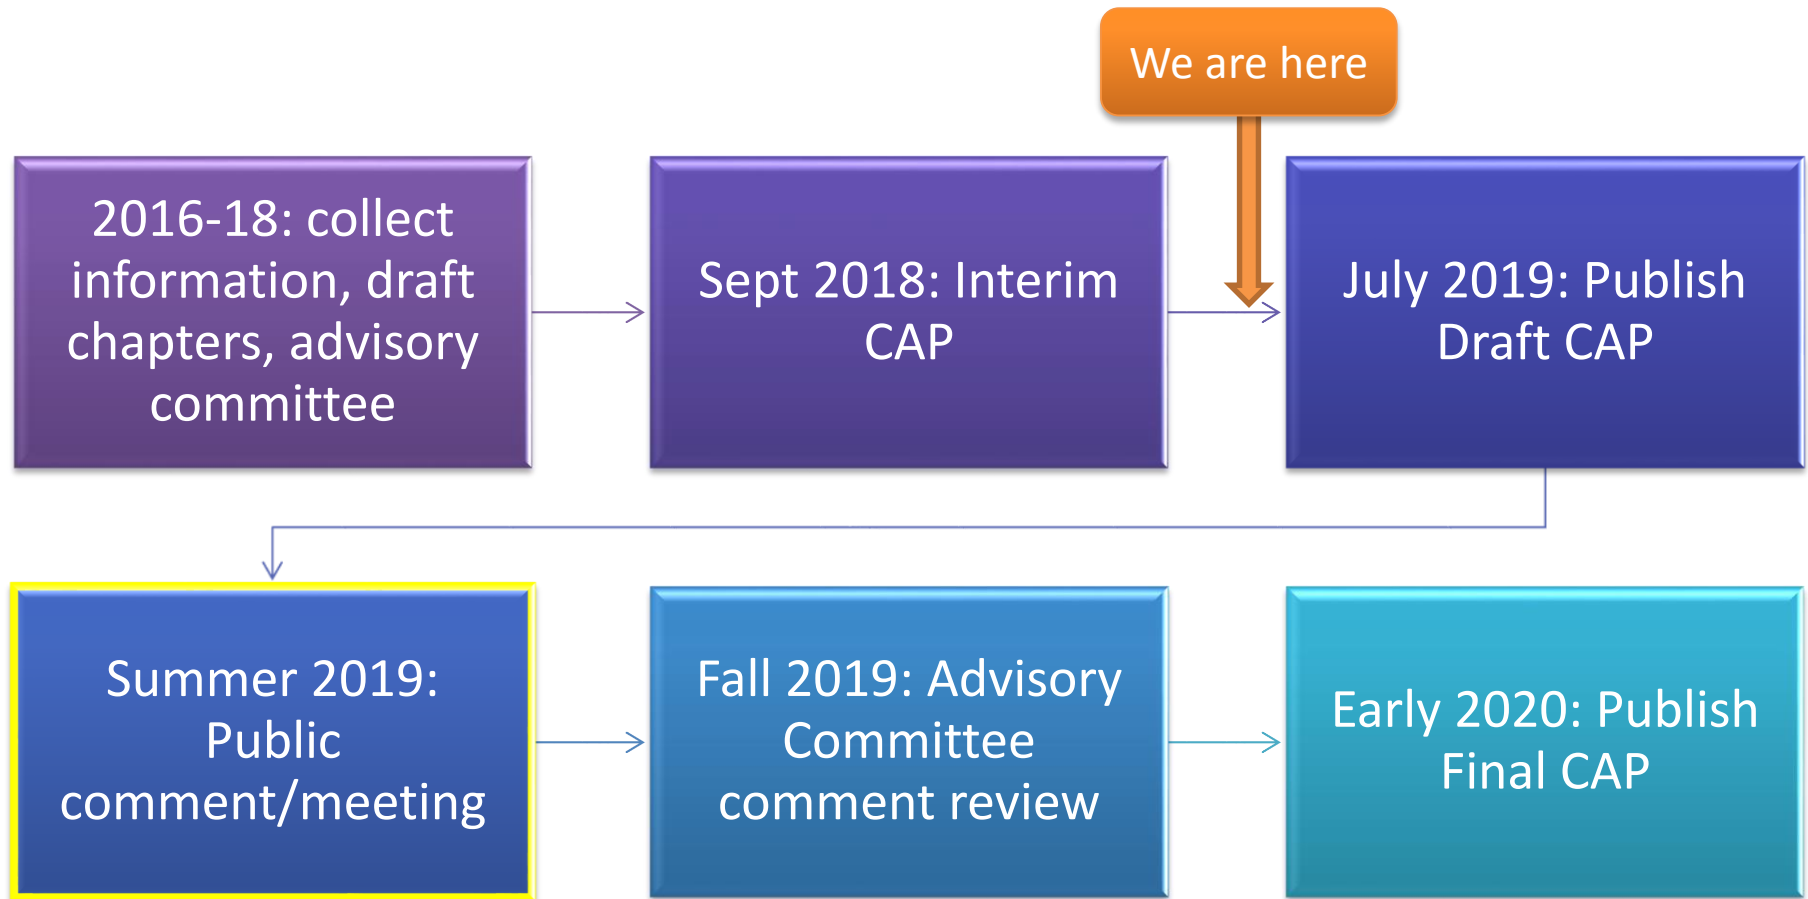 We are here
2016-18: collect
information, draft
chapters, advisory
committee
Sept 2018: Interim
CAP
July 2019: Publish
Draft CAP
Summer 2019:
Public
comment/meeting
Fall 2019: Advisory
Committee
comment review
Early 2020: Publish
Final CAP